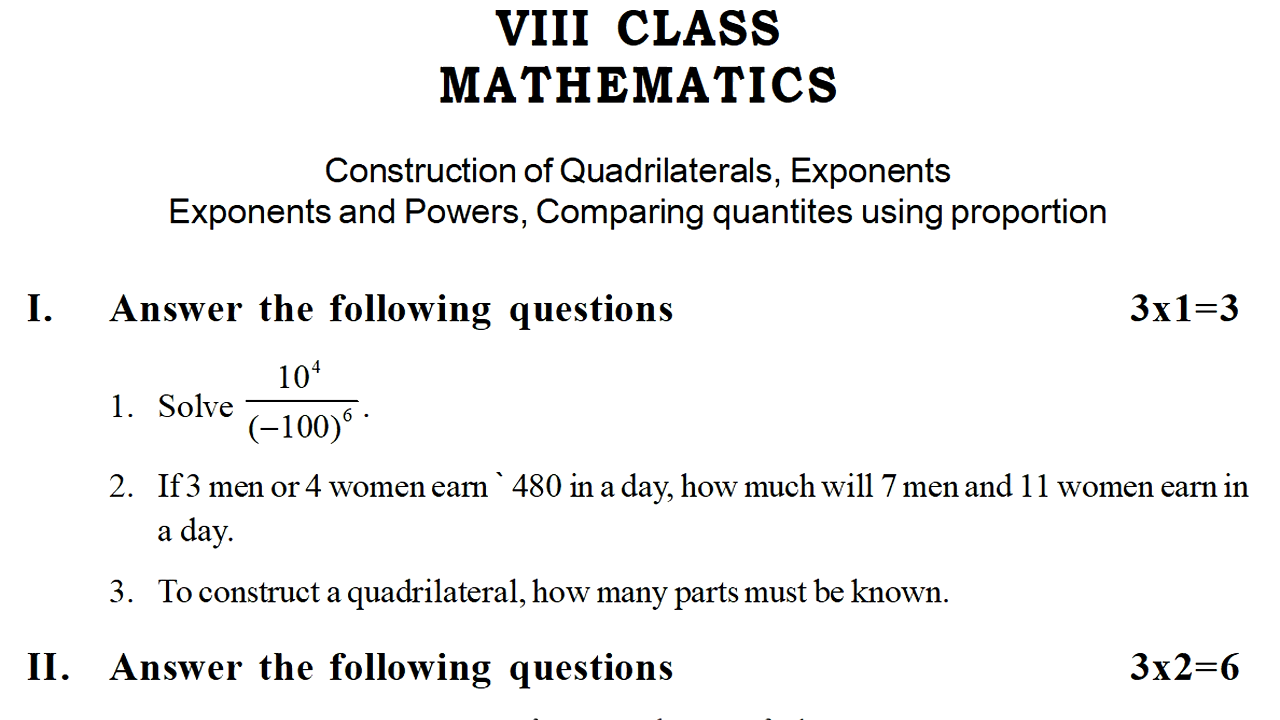 VIII CLASS
MATHEMATICS
Construction of Quadrilaterals, Exponents
Exponents and Powers, Comparing quantites using proportion
I. Answer the following questions 3x1=3
1. Solve 10⁴/(−100)⁶.
2. If 3 men or 4 women earn ` 480 in a day, how much will 7 men and 11 women earn in
a day.
3. To construct a quadrilateral, how many parts must be known.
II. Answer the following questions 3x2=6